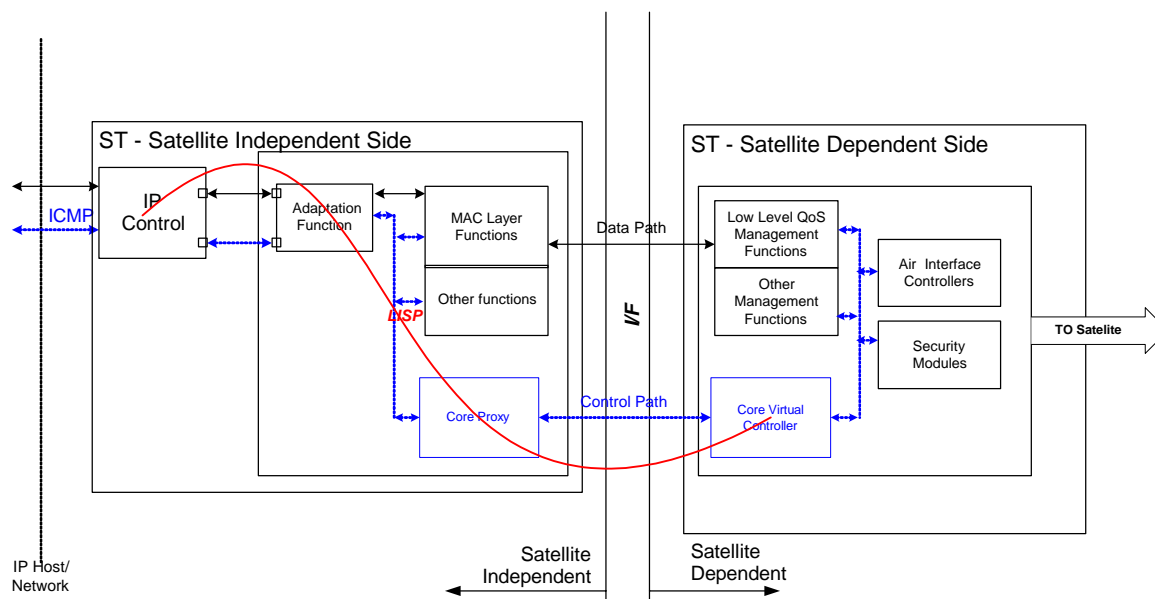 ST - Satellite Independent Side
ST - Satellite Dependent Side
IP
Control
ICMP
Adaptation
Function
MAC Layer
Functions
Other functions
LISP
Core Proxy
Data Path
Control Path
I/F
Low Level QoS
Management
Functions
Other
Management
Functions
Air Interface
Controllers
Security
Modules
Core Virtual
Controller
TO Satelite
IP Host/
Network
Satellite
Independent
Satellite
Dependent